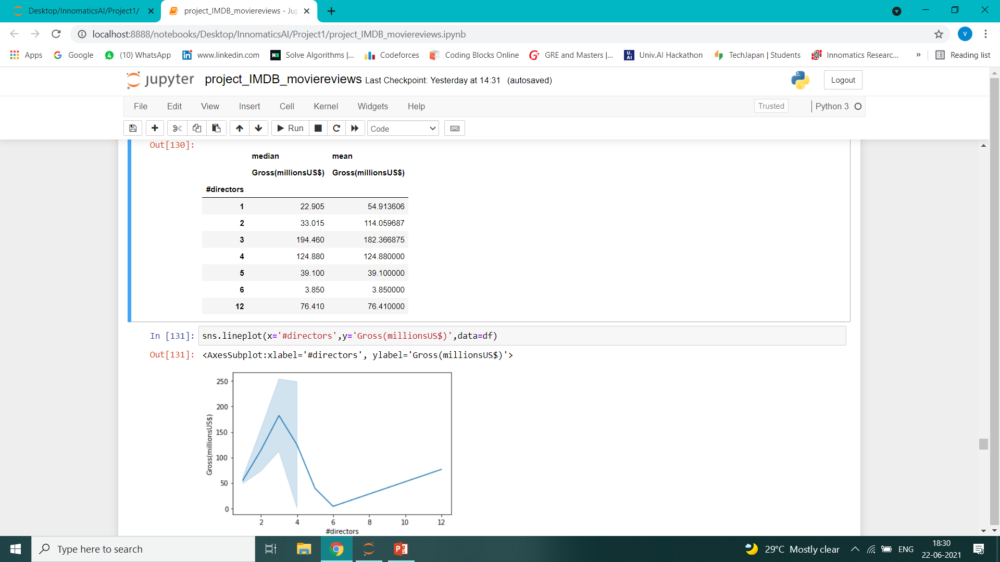 Desktop/InnomaticsAI/Project1/
project_IMDB_moviereviews - Jup
localhost:8888/notebooks/Desktop/InnomaticsAI/Project1/project_IMDB_moviereviews.ipynb
V
Apps Google (10) WhatsApp www.linkedin.com Solve Algorithms |... Codeforces Coding Blocks Online GRE and Masters |... Univ.AI Hackathon TechJapan | Students Innomatics Researc... » Reading list
jupyter project_IMDB_moviereviews Last Checkpoint: Yesterday at 14:31 (autosaved)
Logout
File Edit View Insert Cell Kernel Widgets Help
Trusted
Python 3
Run
Code
Out[130]:
median mean
Gross(millionsUS$) Gross(millionsUS$)
#directors
1 22.905 54.913606
2 33.015 114.059687
3 194.460 182.366875
4 124.880 124.880000
5 39.100 39.100000
6 3.850 3.850000
12 76.410 76.410000
In [131]: sns.lineplot(x='#directors',y='Gross(millionsUS$)',data=df)
Out[131]: <AxesSubplot:xlabel='#directors', ylabel='Gross(millionsUS$)'>
250
200
150
100
50
0
Gross(millionsUS$)
2 4 6 8 10 12
#directors
Type here to search
29°C Mostly clear
ENG
18:30
22-06-2021